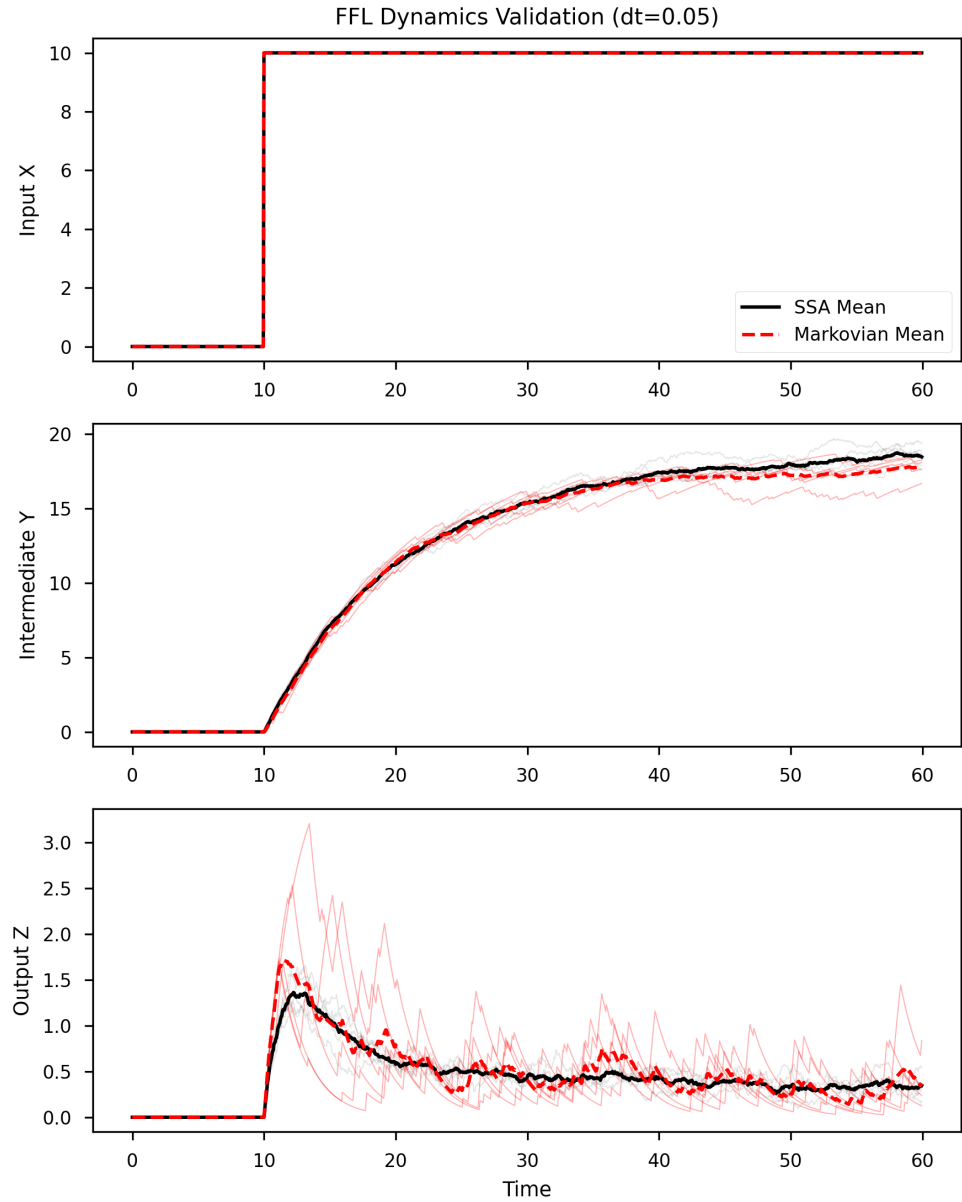 FFL Dynamics Validation (dt=0.05)
10
8
6
4
2
0
Input X
SSA Mean
Markovian Mean
0 10 20 30 40 50 60
20
15
10
5
0
Intermediate Y
0 10 20 30 40 50 60
3.0
2.5
2.0
1.5
1.0
0.5
0.0
Output Z
0 10 20 30 40 50 60
Time